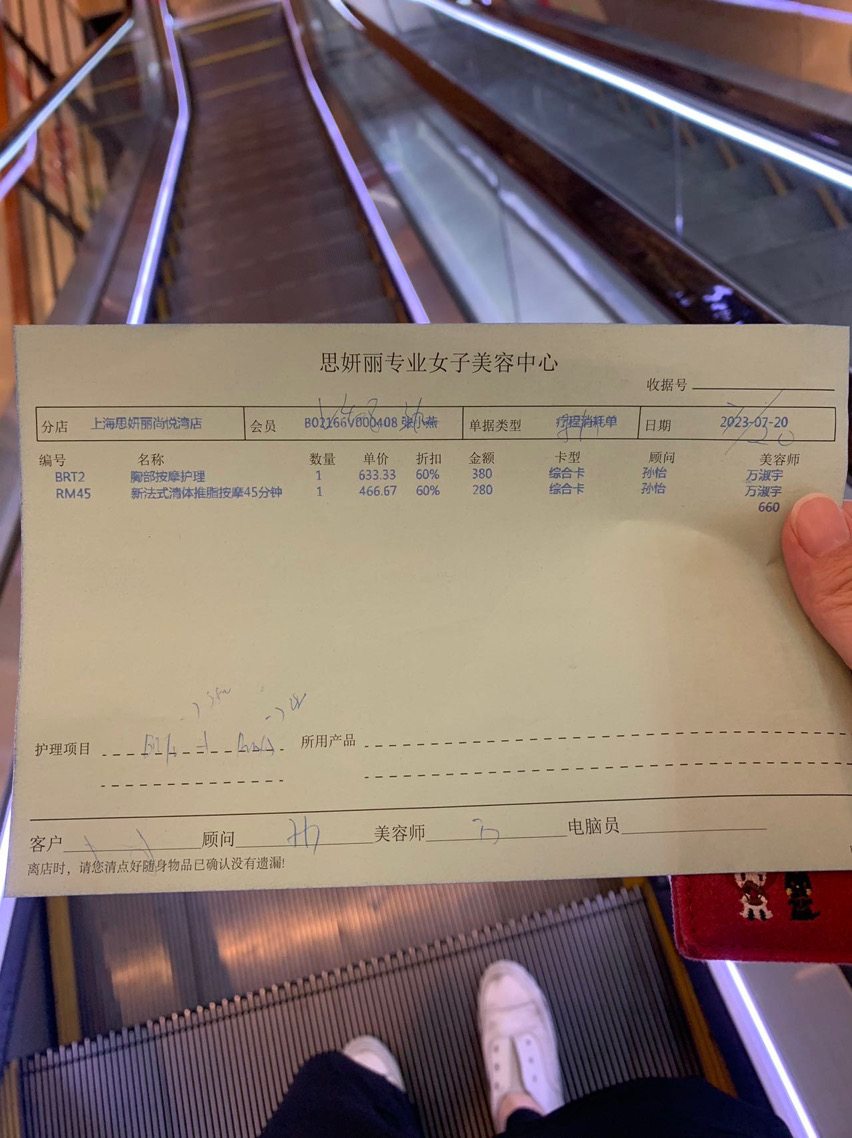 思妍丽专业女子美容中心
收据号
分店 上海思妍丽尚悦湾店 会员 B02166V000408 张小燕 单据类型 疗程消耗单 日期 2023-07-20
编号 名称 数量 单价 折扣 金额 卡型 顾问 美容师
BRT2 胸部按摩护理 1 633.33 60% 380 综合卡 孙怡 万淑宇
RM45 新法式清体推脂按摩45分钟 1 466.67 60% 280 综合卡 孙怡 万淑宇
660
护理项目 所用产品
客户 顾问 美容师 电脑员
离店时，请您清点好随身物品已确认没有遗漏!